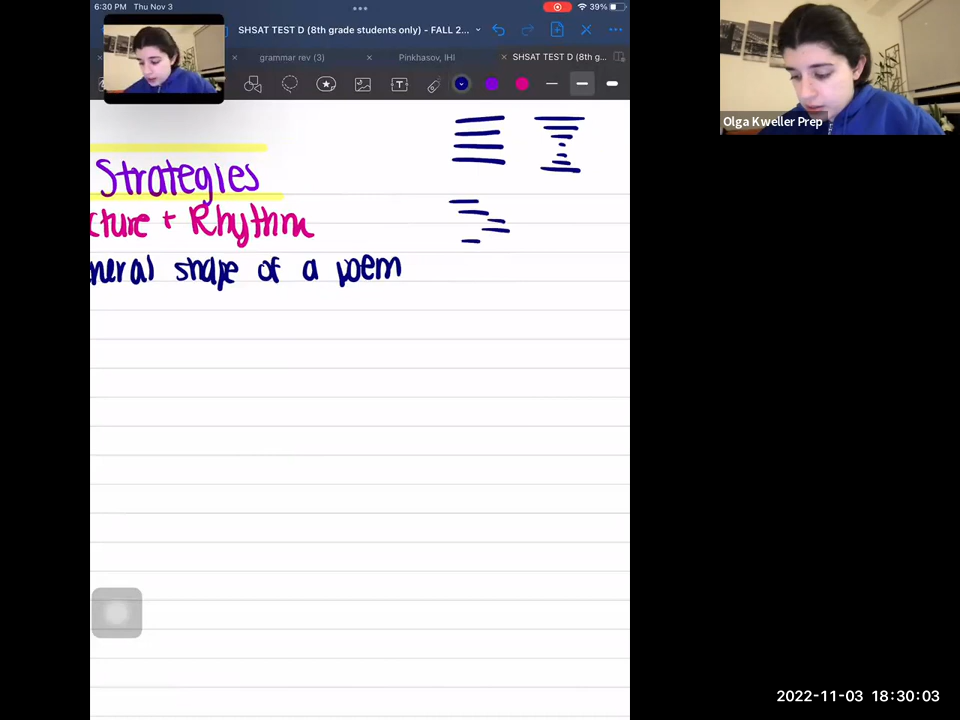 6:30 PM Thu Nov 3
39%
SHSAT TEST D (8th grade students only) - FALL 2...
grammar rev (3)
Pinkhasov, IHI
SHSAT TEST D (8th g...
T
Olga Kweller Prep
Strategies
cture + Rhythm
neral shape of a poem
2022-11-03 18:30:03